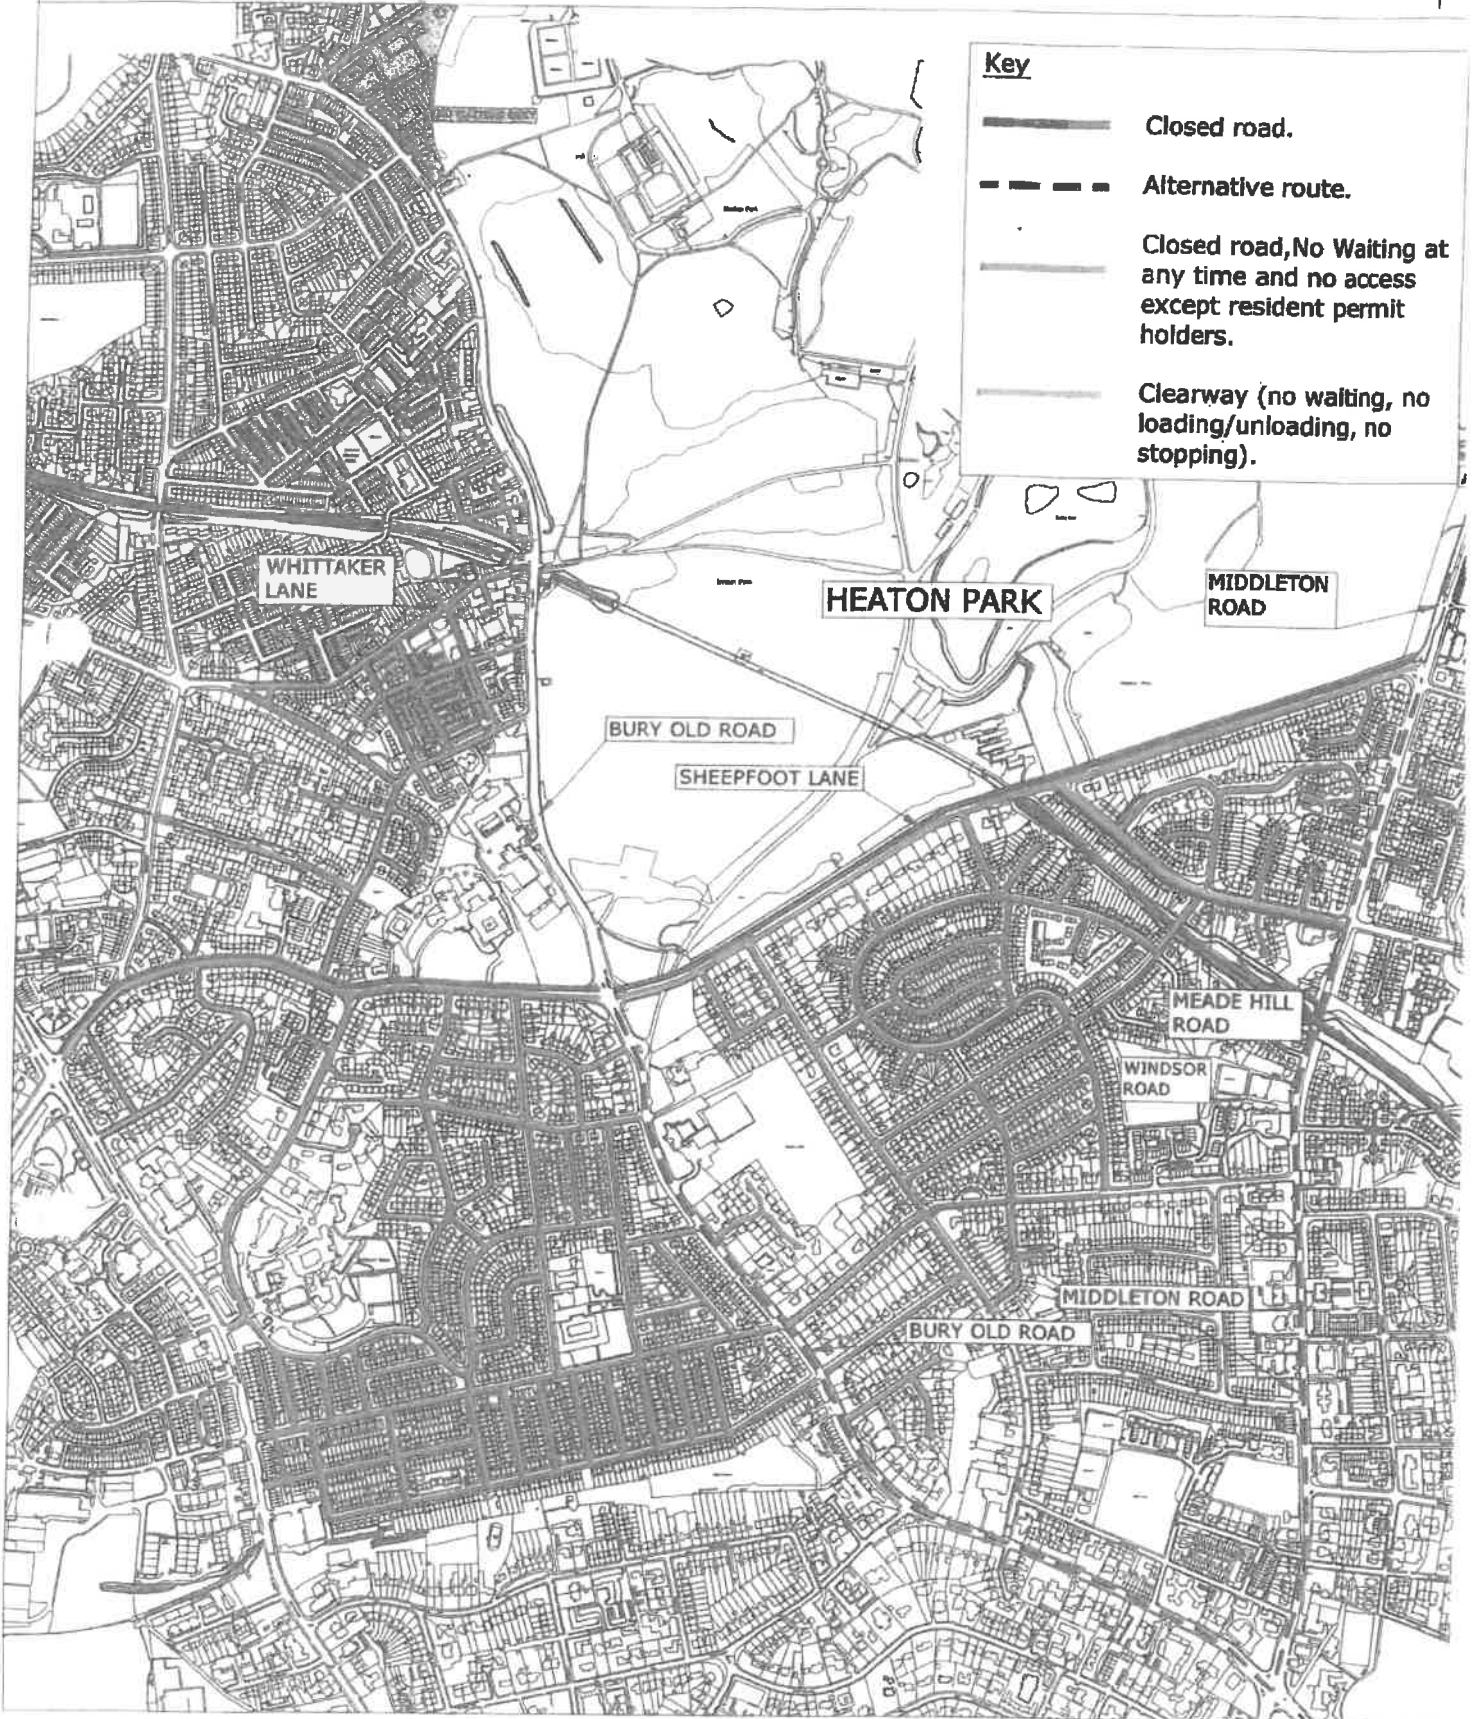 Key
Closed road.
Alternative route.
Closed road,No Waiting at
any time and no access
except resident permit
holders.
Clearway (no waiting, no
loading/unloading, no
stopping).
WHITTAKER
LANE
HEATON PARK
MIDDLETON
ROAD
BURY OLD ROAD
SHEEPFOOT LANE
MEADE HILL
ROAD
WINDSOR
ROAD
MIDDLETON ROAD
BURY OLD ROAD